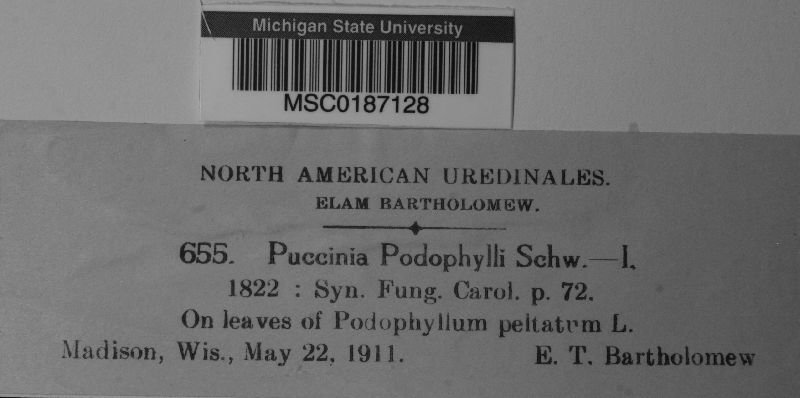 Michigan State University
MSC0187128
NORTH AMERICAN UREDINALES.
ELAM BARTHOLOMEW.
655. Puccinia Podophylli Schw.—I.
1822 : Syn. Fung. Carol. p. 72.
On leaves of Podophyllum peltatum L.
Madison, Wis., May 22, 1911. E. T. Bartholomew